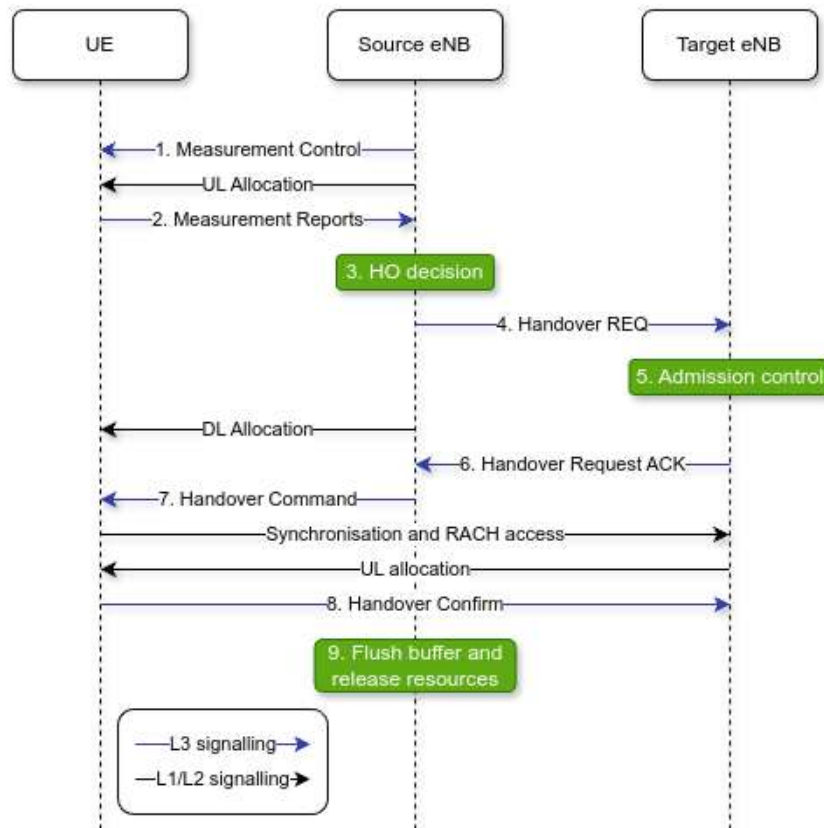 UE
Source eNB
Target eNB
1. Measurement Control
UL Allocation
2. Measurement Reports
3. HO decision
4. Handover REQ
5. Admission control
DL Allocation
6. Handover Request ACK
7. Handover Command
Synchronisation and RACH access
UL allocation
8. Handover Confirm
9. Flush buffer and
release resources
L3 signalling
L1/L2 signalling